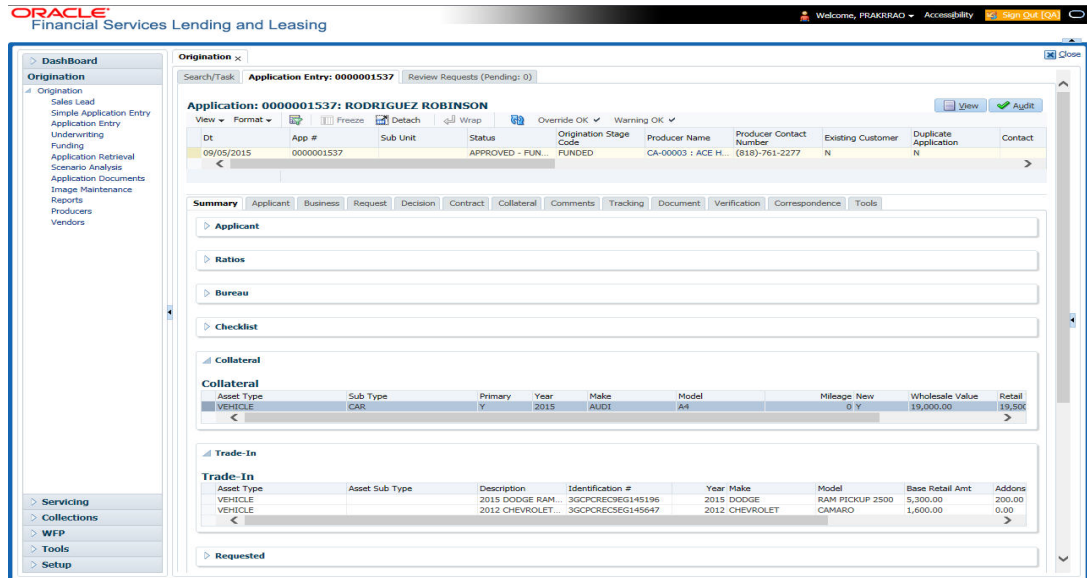 ORACLE
Financial Services Lending and Leasing
Welcome, PRAKRRAO Accessibility Sign Out [QA]
Close
DashBoard
Origination
Origination
Sales Lead
Simple Application Entry
Application Entry
Underwriting
Funding
Application Retrieval
Scenario Analysis
Application Documents
Image Maintenance
Reports
Producers
Vendors
Servicing
Collections
WFP
Tools
Setup
Origination
Search/Task Application Entry: 0000001537 Review Requests (Pending: 0)
Application: 0000001537: RODRIGUEZ ROBINSON
View Audit
View Format Freeze Detach Wrap Override OK Warning OK
Dt App # Sub Unit Status Origination Stage Code Producer Name Producer Contact Number Existing Customer Duplicate Application Contact
09/05/2015 0000001537 APPROVED - FUN... FUNDED CA-00003 : ACE H... (818)-761-2277 N N
Summary Applicant Business Request Decision Contract Collateral Comments Tracking Document Verification Correspondence Tools
Applicant
Ratios
Bureau
Checklist
Collateral
Collateral
Asset Type Sub Type Primary Year Make Model Mileage New Wholesale Value Retail
VEHICLE CAR Y 2015 AUDI A4 0 Y 19,000.00 19,500
Trade-In
Trade-In
Asset Type Asset Sub Type Description Identification # Year Make Model Base Retail Amt Addons
VEHICLE 2015 DODGE RAM... 3GCPCREC9EG145196 2015 DODGE RAM PICKUP 2500 5,300.00 200.00
VEHICLE 2012 CHEVROLET... 3GCPCREC5EG145647 2012 CHEVROLET CAMARO 1,600.00 0.00
Requested